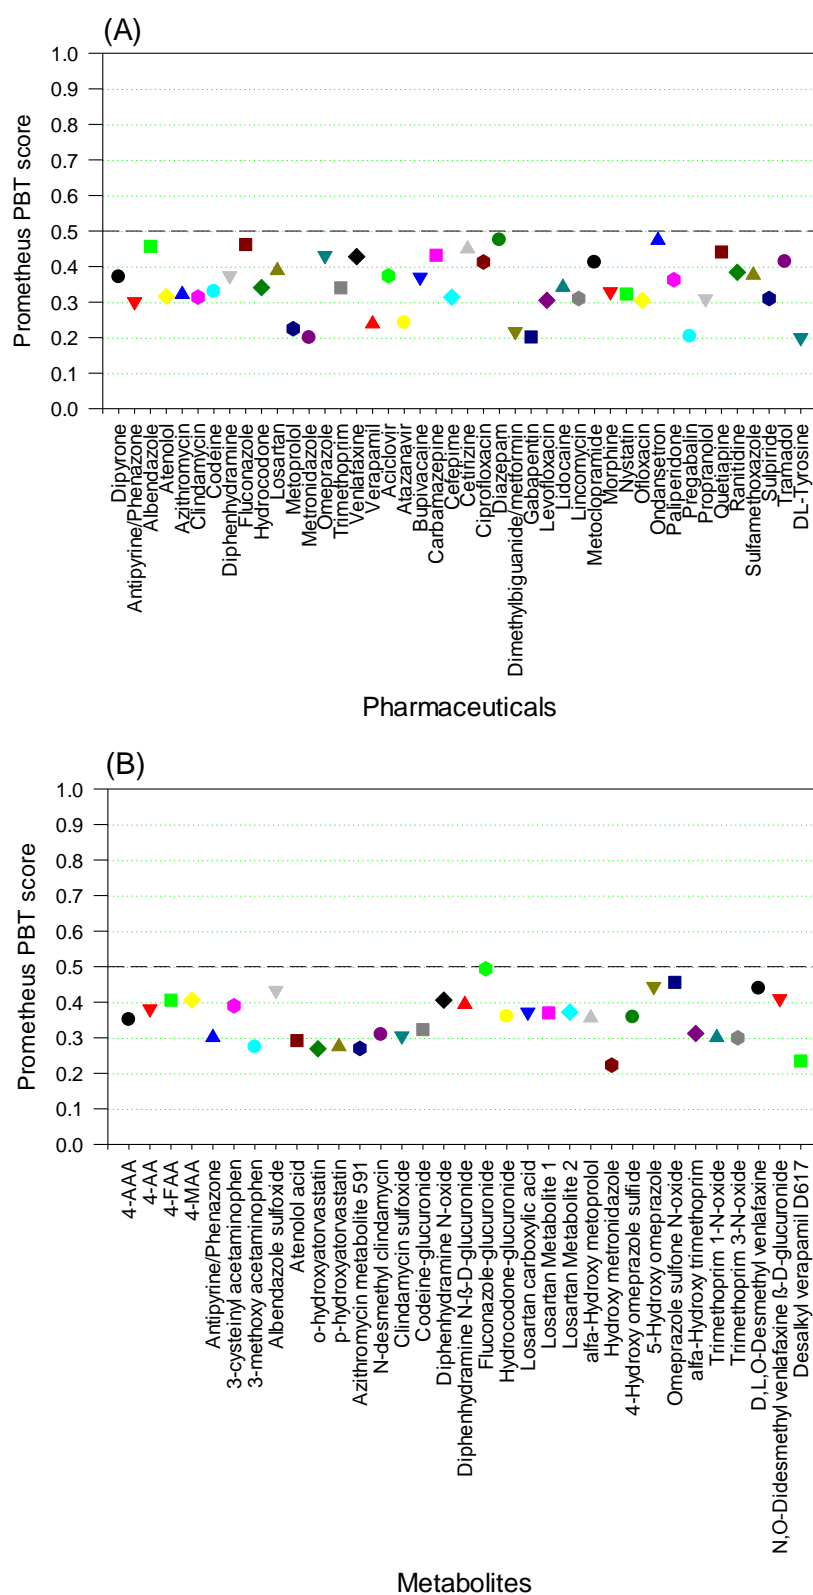 (A)
Prometheus PBT score
1.0
0.9
0.8
0.7
0.6
0.5
0.4
0.3
0.2
0.1
0.0
Dipyrone
Antipyrine/Phenazone
Albendazole
Atenolol
Azithromycin
Clindamycin
Codeine
Diphenhydramine
Fluconazole
Hydrocodone
Losartan
Metoprolol
Metronidazole
Omeprazole
Trimethoprim
Venlafaxine
Verapamil
Aciclovir
Atazanavir
Bupivacaine
Carbamazepine
Cefepime
Cetirizine
Ciprofloxacin
Diazepam
Dimethylbiguanide/metformin
Gabapentin
Levofloxacin
Lidocaine
Lincomycin
Metoclopramide
Morphine
Nystatin
Ofloxacin
Ondansetron
Paliperidone
Pregabalin
Propranolol
Quetiapine
Ranitidine
Sulfamethoxazole
Sulpiride
Tramadol
DL-Tyrosine
Pharmaceuticals
(B)
Prometheus PBT score
1.0
0.9
0.8
0.7
0.6
0.5
0.4
0.3
0.2
0.1
0.0
4-AAA
4-AA
4-FAA
4-MAA
Antipyrine/Phenazone
3-cysteinyl acetaminophen
3-methoxy acetaminophen
Albendazole sulfoxide
Atenolol acid
o-hydroxyatorvastatin
p-hydroxyatorvastatin
Azithromycin metabolite 591
N-desmethyl clindamycin
Clindamycin sulfoxide
Codeine-glucuronide
Diphenhydramine N-oxide
Diphenhydramine N-ß-D-glucuronide
Fluconazole-glucuronide
Hydrocodone-glucuronide
Losartan carboxylic acid
Losartan Metabolite 1
Losartan Metabolite 2
alfa-Hydroxy metoprolol
Hydroxy metronidazole
4-Hydroxy omeprazole sulfide
5-Hydroxy omeprazole
Omeprazole sulfone N-oxide
alfa-Hydroxy trimethoprim
Trimethoprim 1-N-oxide
Trimethoprim 3-N-oxide
D,L,O-Desmethyl venlafaxine
N,O-Didesmethyl venlafaxine ß-D-glucuronide
Desalkyl verapamil D617
Metabolites